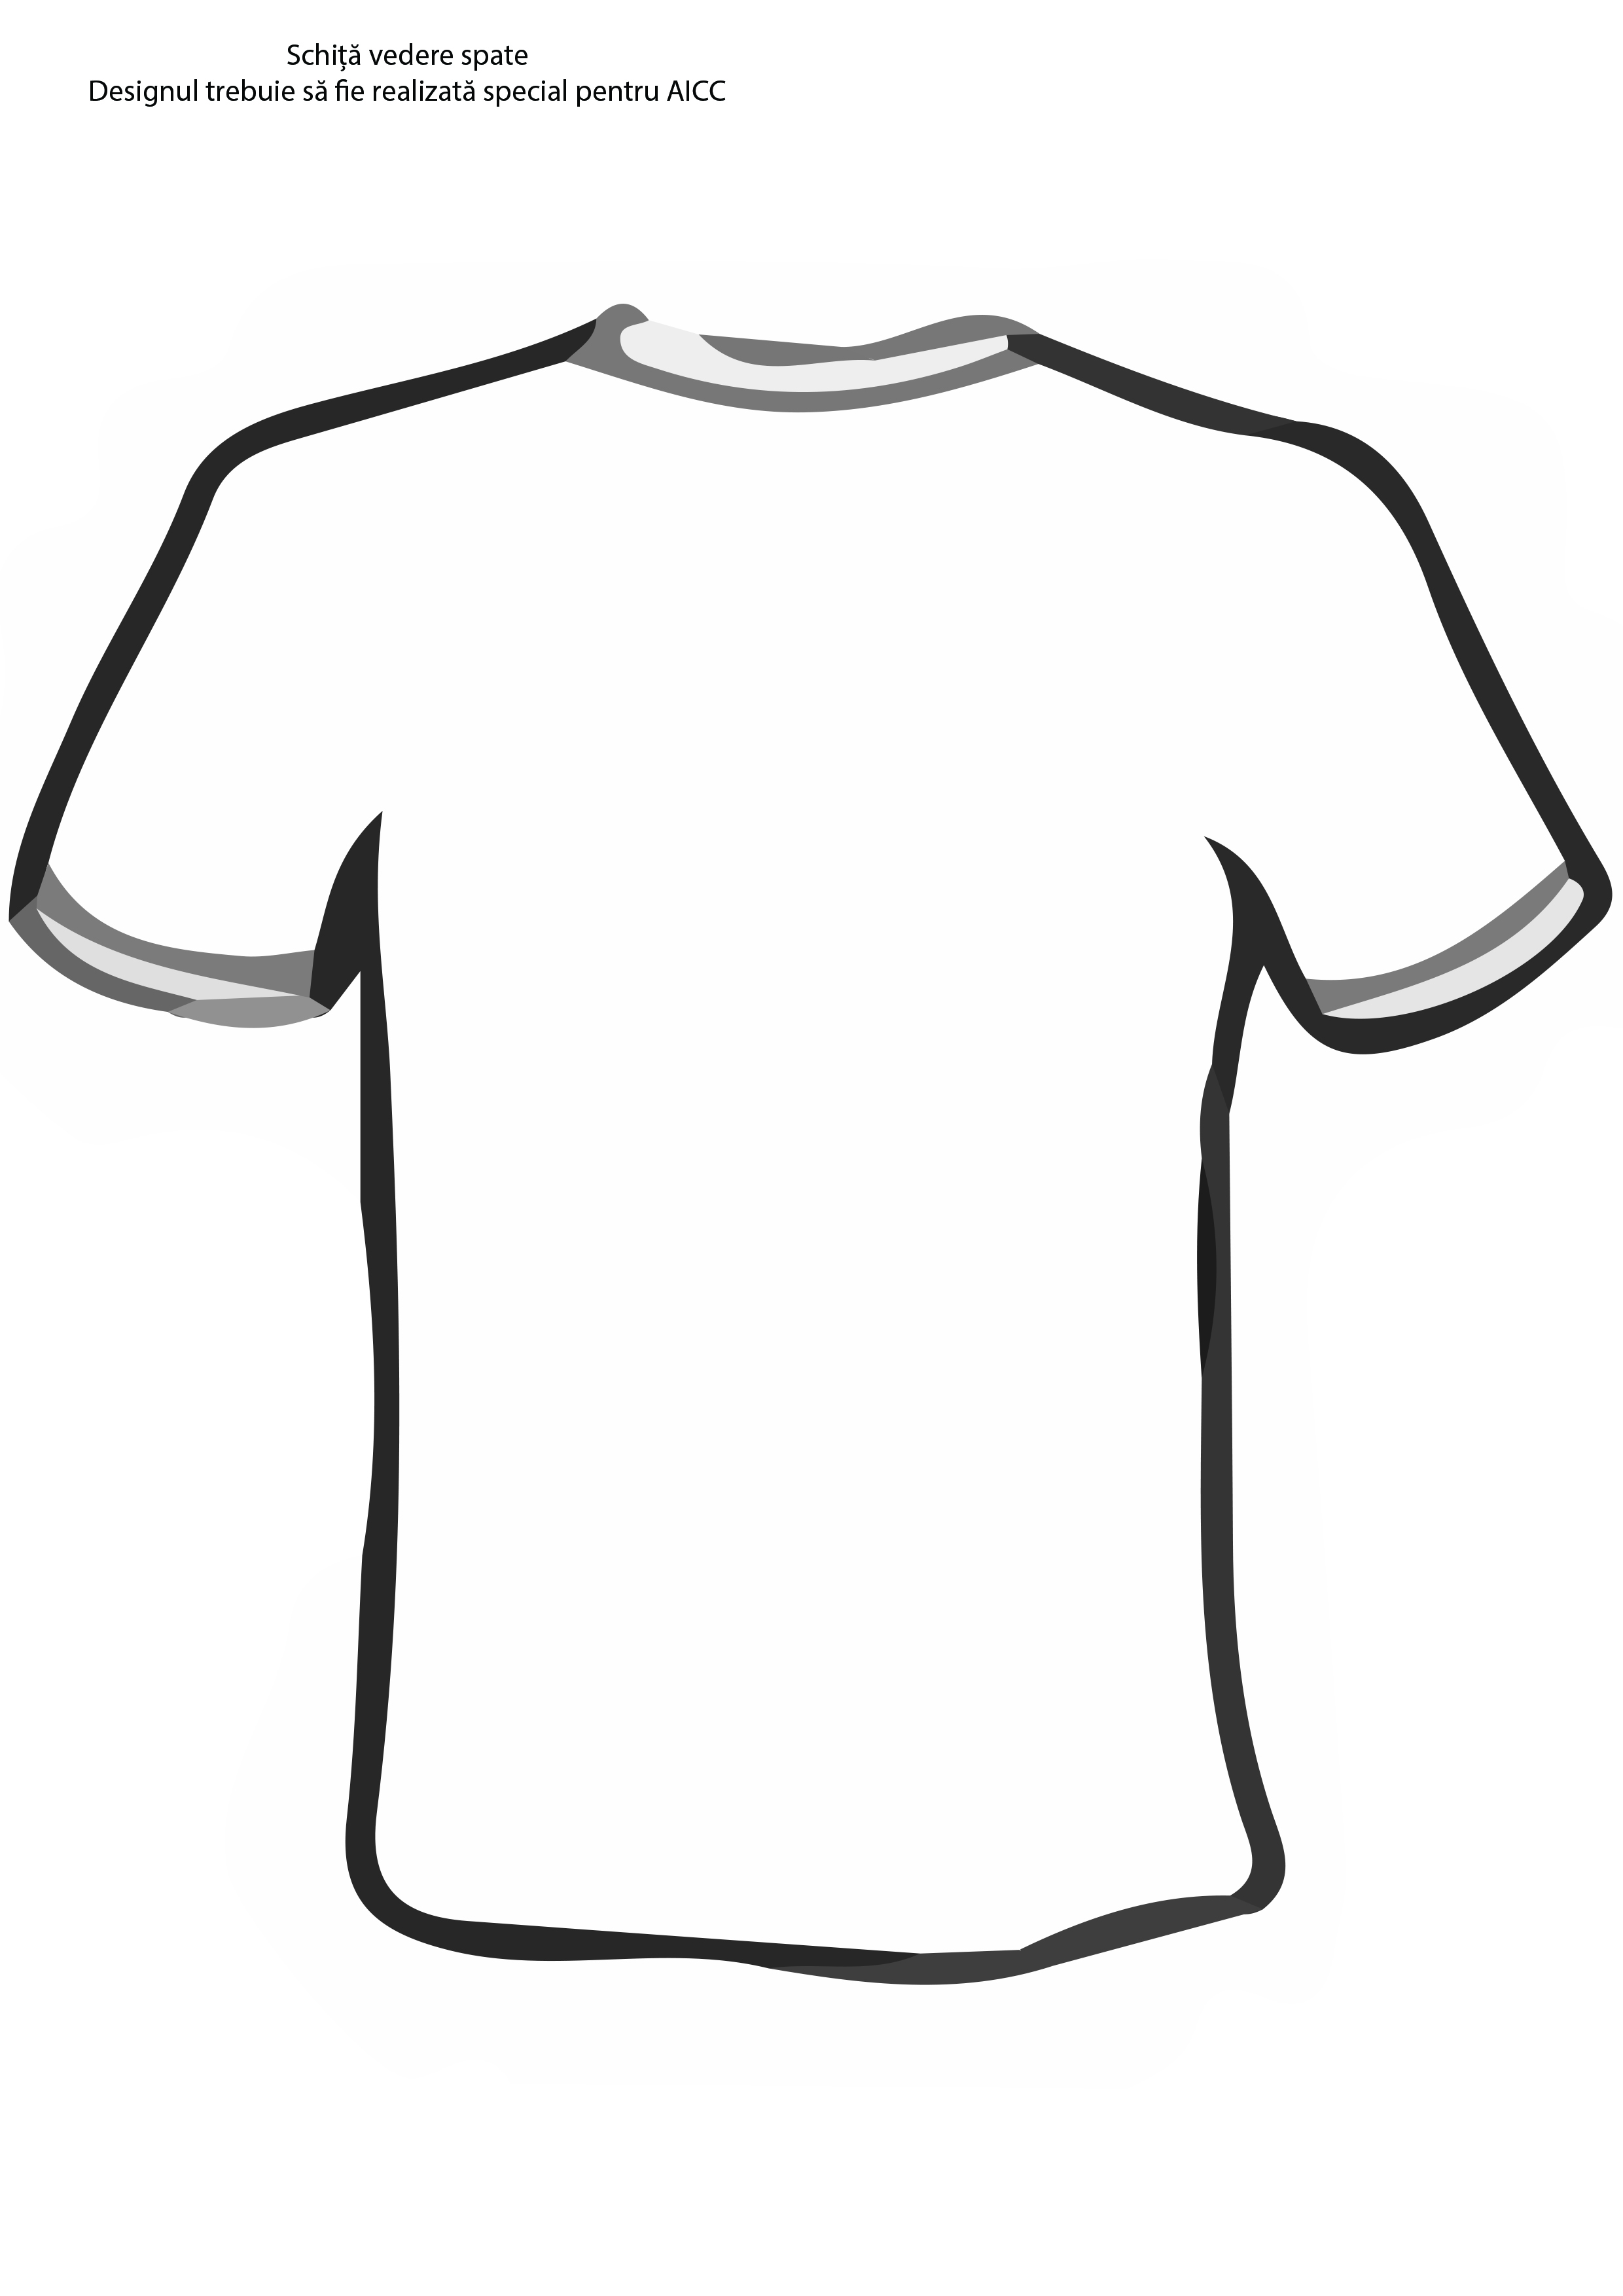 Schiță vedere spate
Designul trebuie să fie realizată special pentru AICC